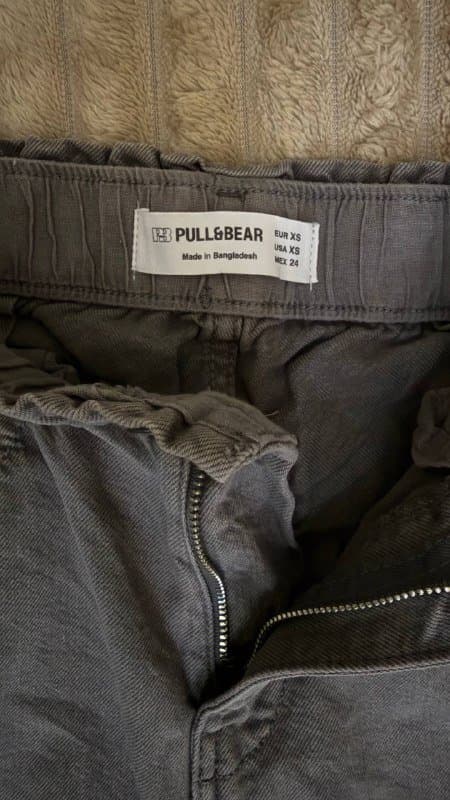 PULL&BEAR
Made in Bangladesh
EUR XS
USA XS
MEX 24